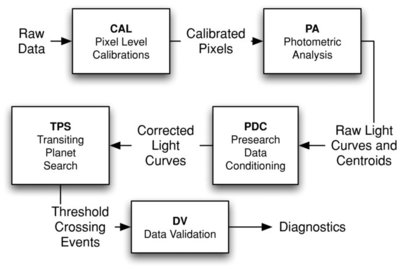 Raw
Data
CAL
Pixel Level
Calibrations
Calibrated
Pixels
PA
Photometric
Analysis
Raw Light
Curves and
Centroids
PDC
Presearch
Data
Conditioning
Corrected
Light
Curves
TPS
Transiting
Planet
Search
Threshold
Crossing
Events
DV
Data Validation
Diagnostics